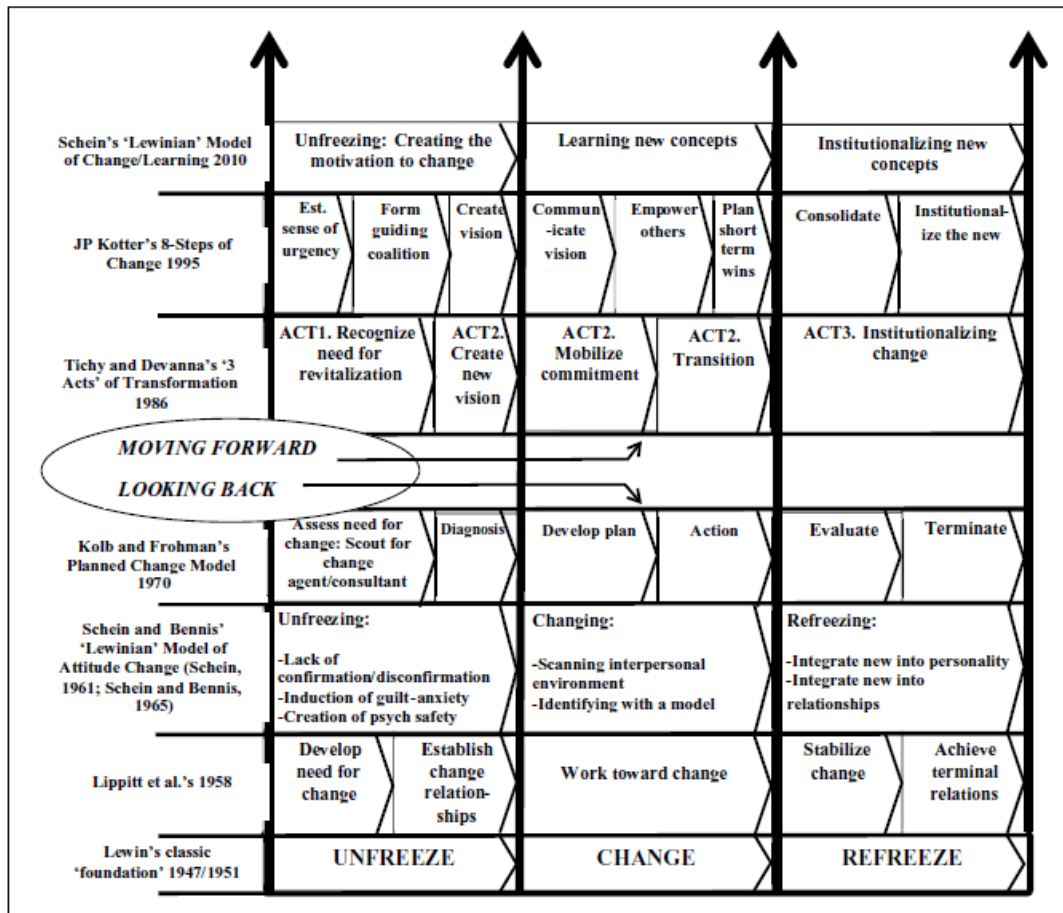 Schein's 'Lewinian' Model
of Change/Learning 2010
Unfreezing: Creating the
motivation to change
Learning new concepts
Institutionalizing new
concepts
JP Kotter's 8-Steps of
Change 1995
Est.
sense of
urgency
Form
guiding
coalition
Create
vision
Commun
-icate
vision
Empower
others
Plan
short
term
wins
Consolidate
Institutional-
ize the new
Tichy and Devanna's '3
Acts' of Transformation
1986
ACT1. Recognize
need for
revitalization
ACT2.
Create
new
vision
ACT2.
Mobilize
commitment
ACT2.
Transition
ACT3. Institutionalizing
change
MOVING FORWARD
LOOKING BACK
Kolb and Frohman's
Planned Change Model
1970
Assess need for
change: Scout for
change
agent/consultant
Diagnosis
Develop plan
Action
Evaluate
Terminate
Schein and Bennis'
'Lewinian' Model of
Attitude Change (Schein,
1961; Schein and Bennis,
1965)
Unfreezing:
-Lack of
confirmation/disconfirmation
-Induction of guilt-anxiety
-Creation of psych safety
Changing:
-Scanning interpersonal
environment
-Identifying with a model
Refreezing:
-Integrate new into personality
-Integrate new into
relationships
Lippitt et al.'s 1958
Develop
need for
change
Establish
change
relation-
ships
Work toward change
Stabilize
change
Achieve
terminal
relations
Lewin's classic
'foundation' 1947/1951
UNFREEZE
CHANGE
REFREEZE